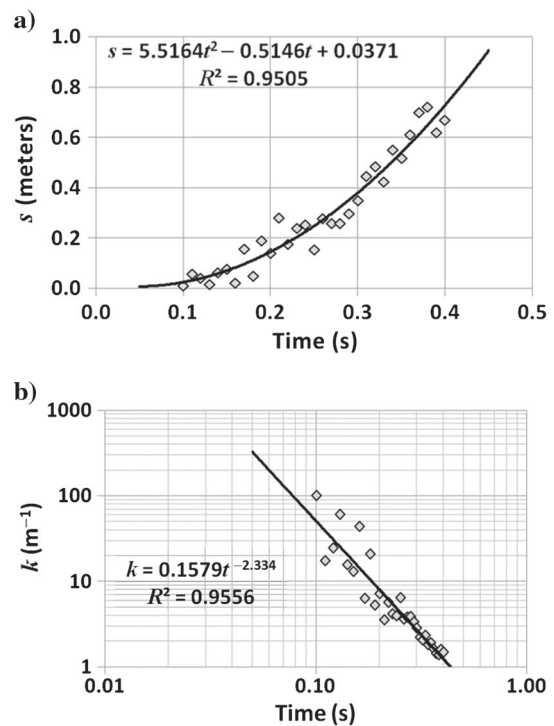 a)
1.0
s = 5.5164t² – 0.5146t + 0.0371
R² = 0.9505
0.8
0.6
s (meters)
0.4
0.2
0.0
0.0 0.1 0.2 0.3 0.4 0.5
Time (s)
b)
1000
100
k (m⁻¹)
k = 0.1579t ⁻²·³³⁴
10
R² = 0.9556
1
0.01 0.10 1.00
Time (s)